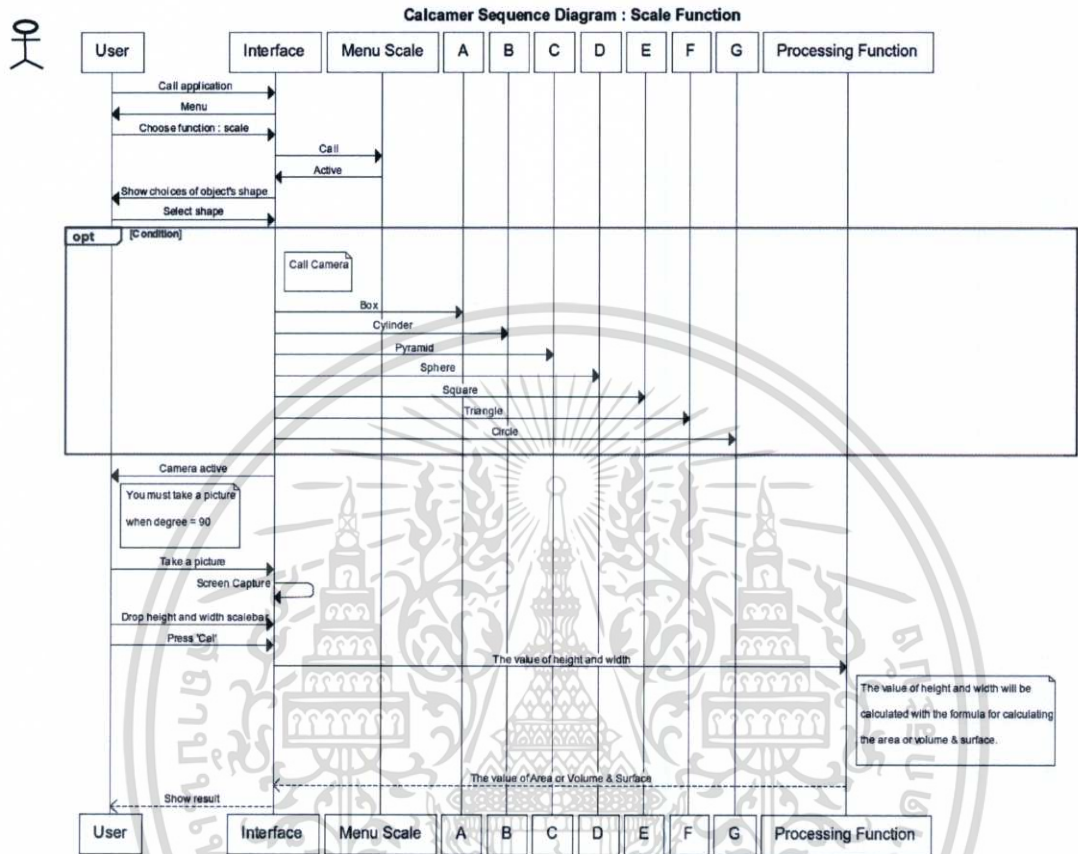 Calcamer Sequence Diagram : Scale Function
User
Interface
Menu Scale
A
B
C
D
E
F
G
Processing Function
Call application
Menu
Choose function : scale
Call
Active
Show choices of object's shape
Select shape
opt
[Condition]
Call Camera
Box
Cylinder
Pyramid
Sphere
Square
Triangle
Circle
Camera active
You must take a picture
when degree = 90
Take a picture
Screen Capture
Drop height and width scalebar
Press 'Cal'
The value of height and width
The value of height and width will be
calculated with the formula for calculating
the area or volume & surface.
The value of Area or Volume & Surface
Show result
User
Interface
Menu Scale
A
B
C
D
E
F
G
Processing Function